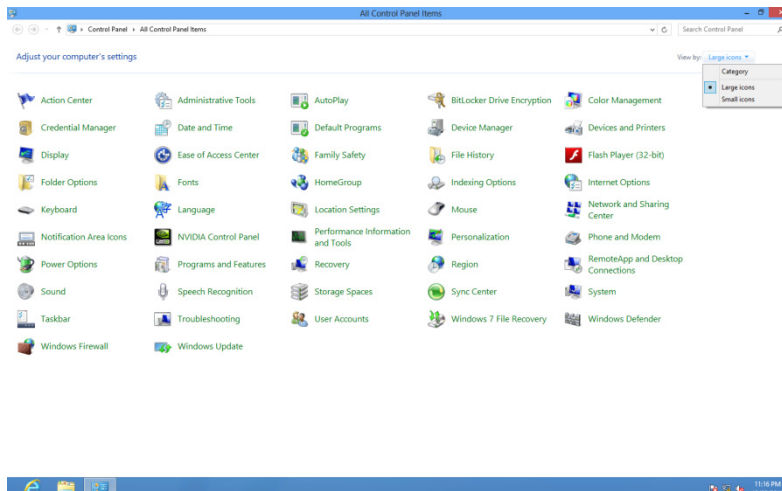 All Control Panel Items
Control Panel All Control Panel Items
Search Control Panel
Adjust your computer's settings
View by: Large icons
Category
Large icons
Small icons
Action Center Administrative Tools AutoPlay BitLocker Drive Encryption Color Management
Credential Manager Date and Time Default Programs Device Manager Devices and Printers
Display Ease of Access Center Family Safety File History Flash Player (32-bit)
Folder Options Fonts HomeGroup Indexing Options Internet Options
Keyboard Language Location Settings Mouse Network and Sharing
Center
Notification Area Icons NVIDIA Control Panel Performance Information
and Tools
Personalization Phone and Modem
Power Options Programs and Features Recovery Region RemoteApp and Desktop
Connections
Sound Speech Recognition Storage Spaces Sync Center System
Taskbar Troubleshooting User Accounts Windows 7 File Recovery Windows Defender
Windows Firewall Windows Update
11:16 PM